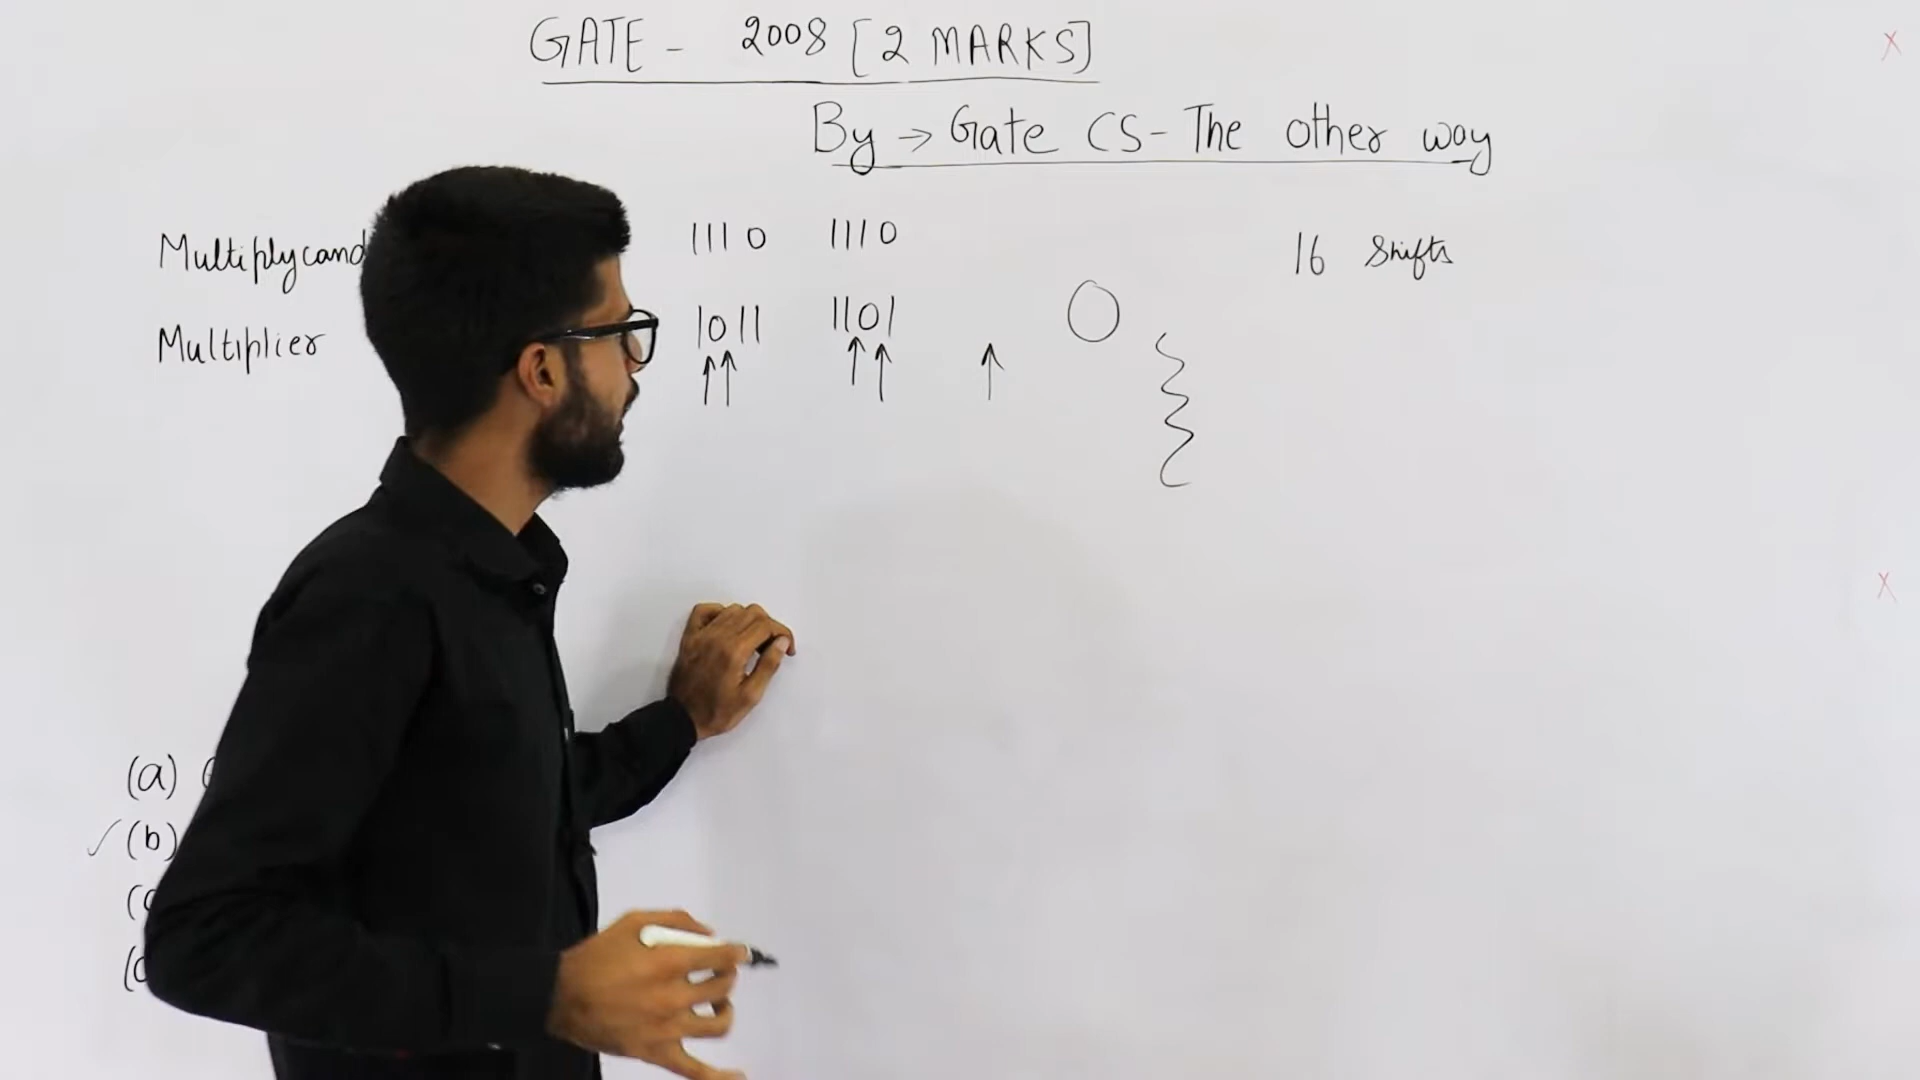 GATE - 2008 [2 MARKS]
By → Gate CS - The other way
Multiplycand 1110 1110
16 Shifts
Multiplier 1011 1101
(a)
✓ (b)